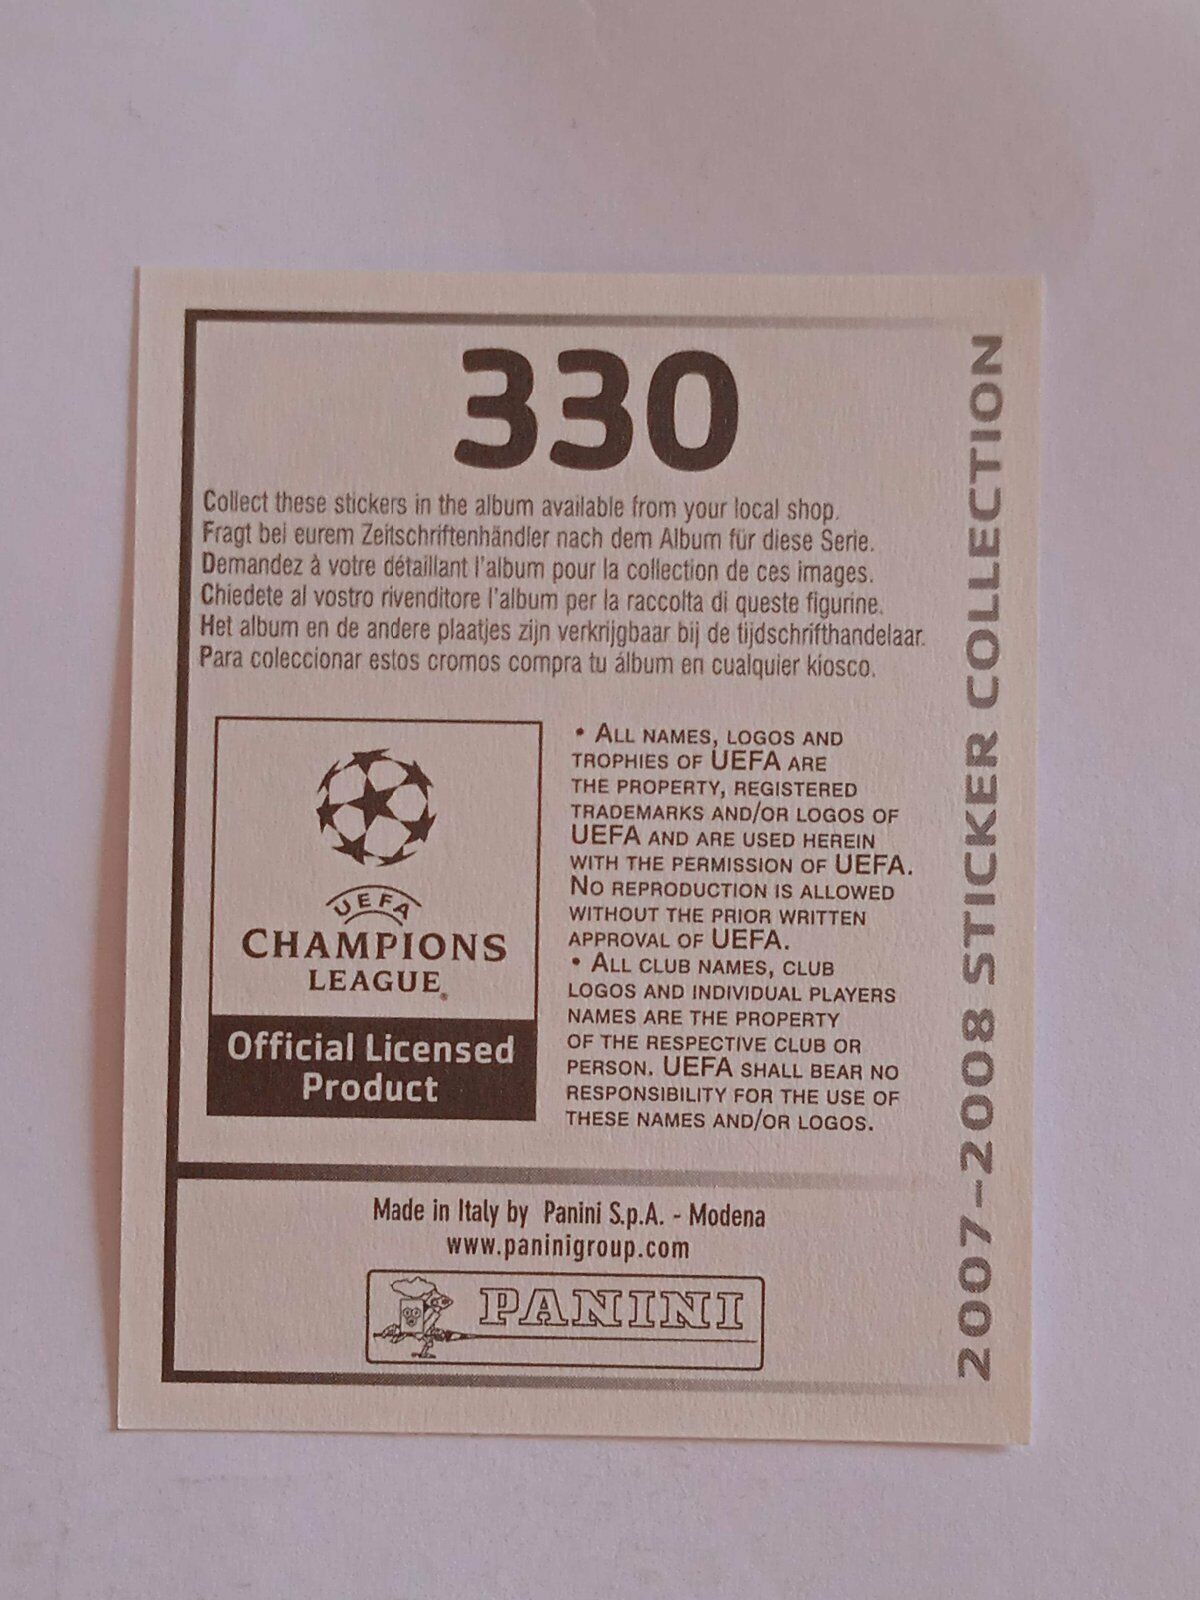 330
Collect these stickers in the album available from your local shop.
Fragt bei eurem Zeitschriftenhändler nach dem Album für diese Serie.
Demandez à votre détaillant l'album pour la collection de ces images.
Chiedete al vostro rivenditore l'album per la raccolta di queste figurine.
Het album en de andere plaatjes zijn verkrijgbaar bij de tijdschrifthandelaar.
Para coleccionar estos cromos compra tu álbum en cualquier kiosco.
UEFA
CHAMPIONS
LEAGUE®
Official Licensed
Product
• ALL NAMES, LOGOS AND
TROPHIES OF UEFA ARE
THE PROPERTY, REGISTERED
TRADEMARKS AND/OR LOGOS OF
UEFA AND ARE USED HEREIN
WITH THE PERMISSION OF UEFA.
NO REPRODUCTION IS ALLOWED
WITHOUT THE PRIOR WRITTEN
APPROVAL OF UEFA.
• ALL CLUB NAMES, CLUB
LOGOS AND INDIVIDUAL PLAYERS
NAMES ARE THE PROPERTY
OF THE RESPECTIVE CLUB OR
PERSON. UEFA SHALL BEAR NO
RESPONSIBILITY FOR THE USE OF
THESE NAMES AND/OR LOGOS.
Made in Italy by Panini S.p.A. - Modena
www.paninigroup.com
PANINI
2007-2008 STICKER COLLECTION